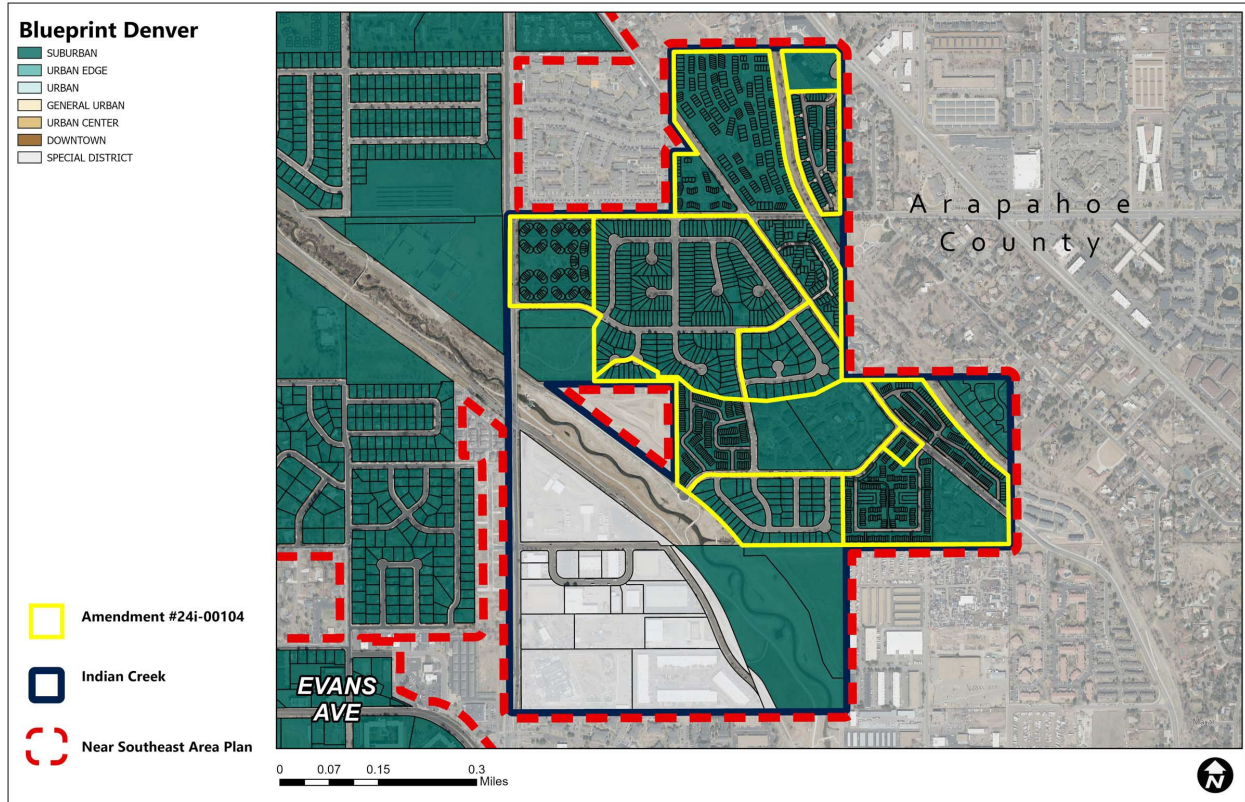 Blueprint Denver
SUBURBAN
URBAN EDGE
URBAN
GENERAL URBAN
URBAN CENTER
DOWNTOWN
SPECIAL DISTRICT
Arapahoe
County
Amendment #24i-00104
Indian Creek
Near Southeast Area Plan
EVANS
AVE
0 0.07 0.15 0.3
Miles
N